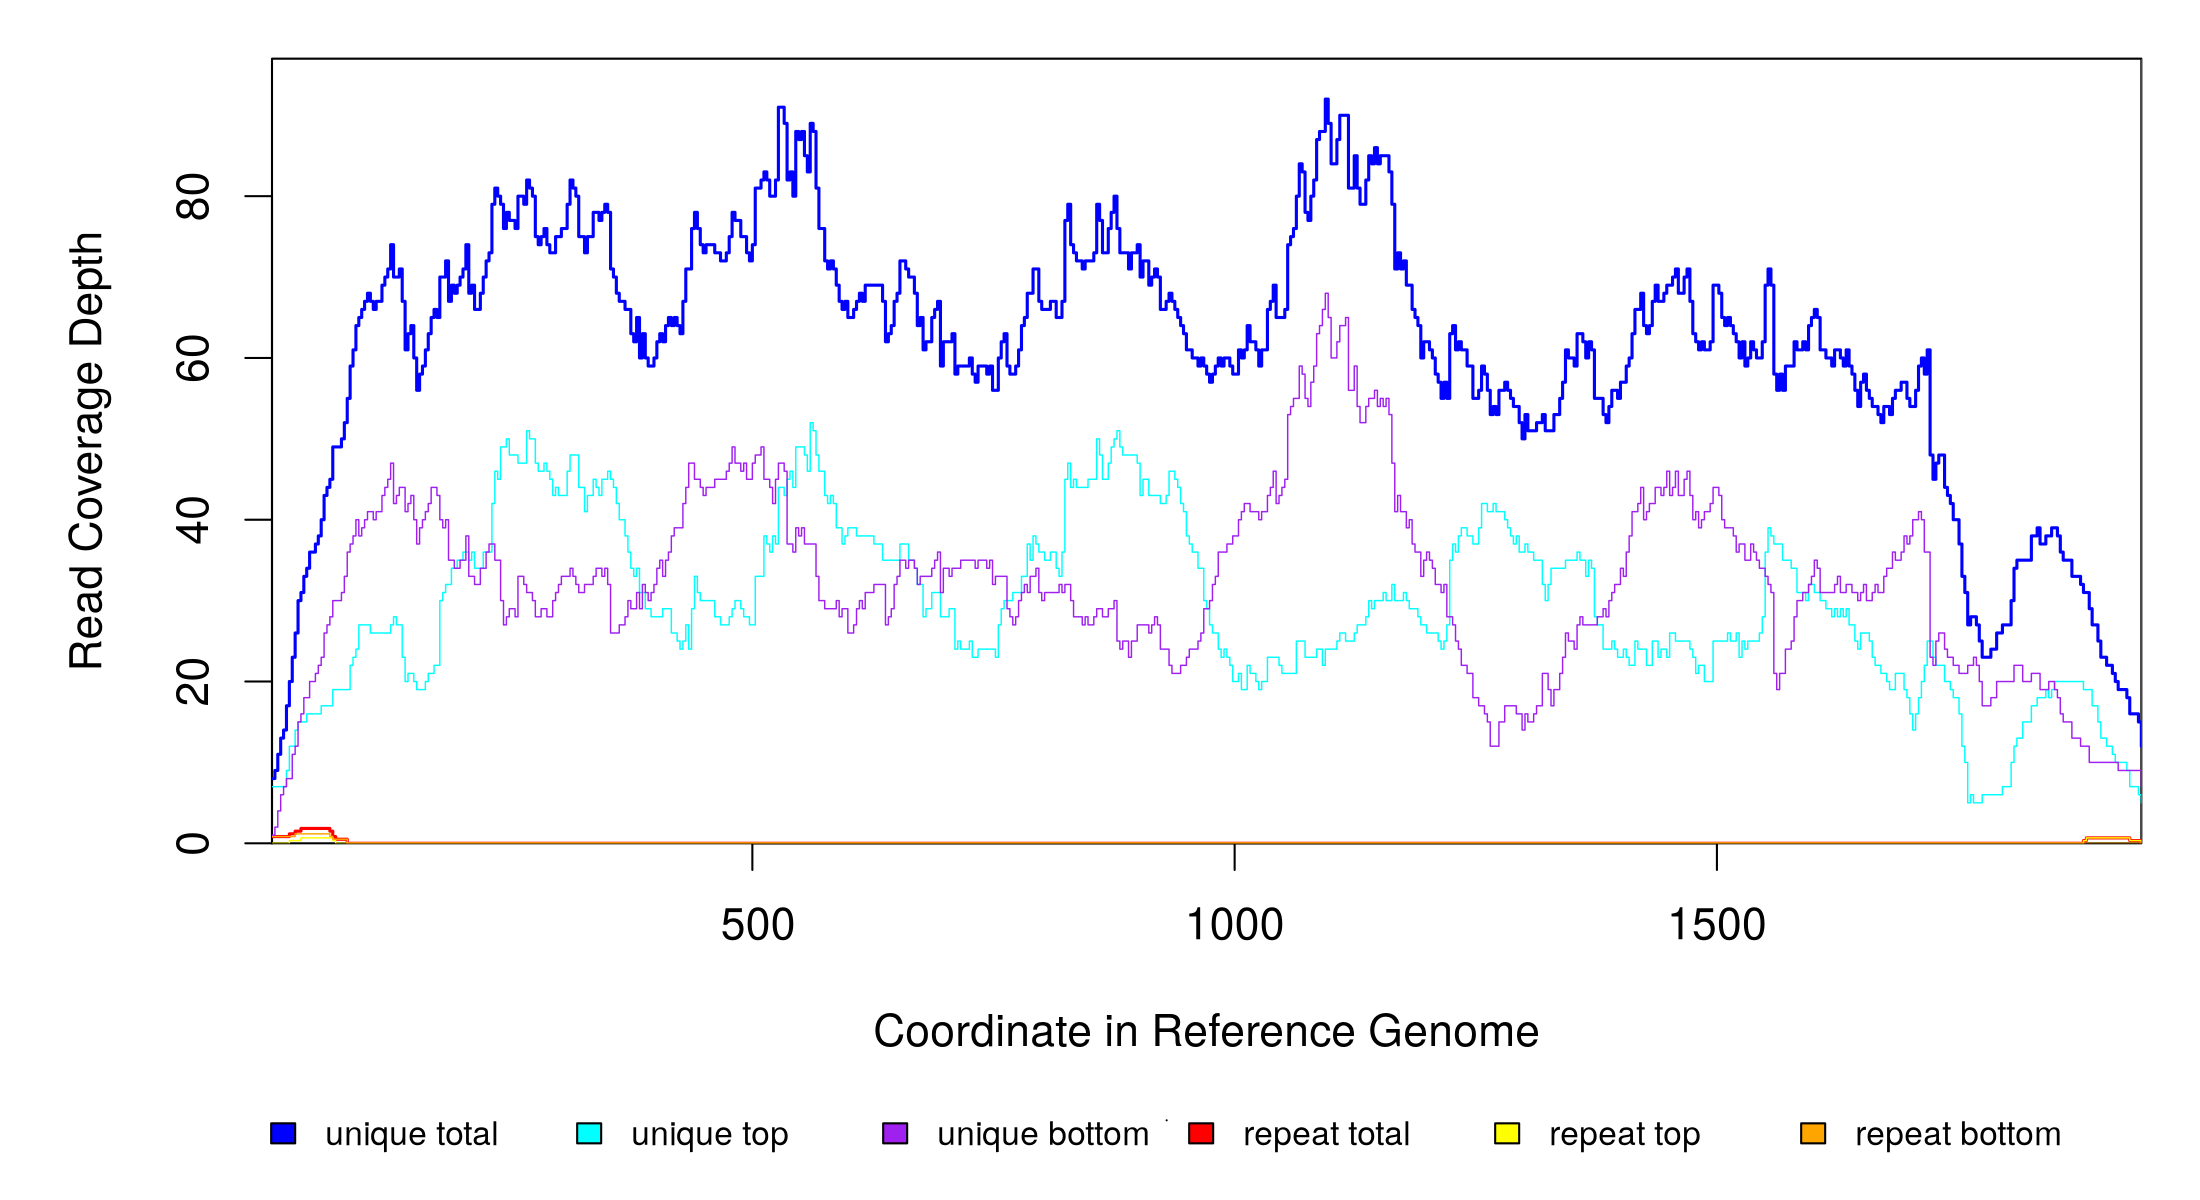 Read Coverage Depth
80
60
40
20
0
500 1000 1500
Coordinate in Reference Genome
unique total unique top unique bottom repeat total repeat top repeat bottom